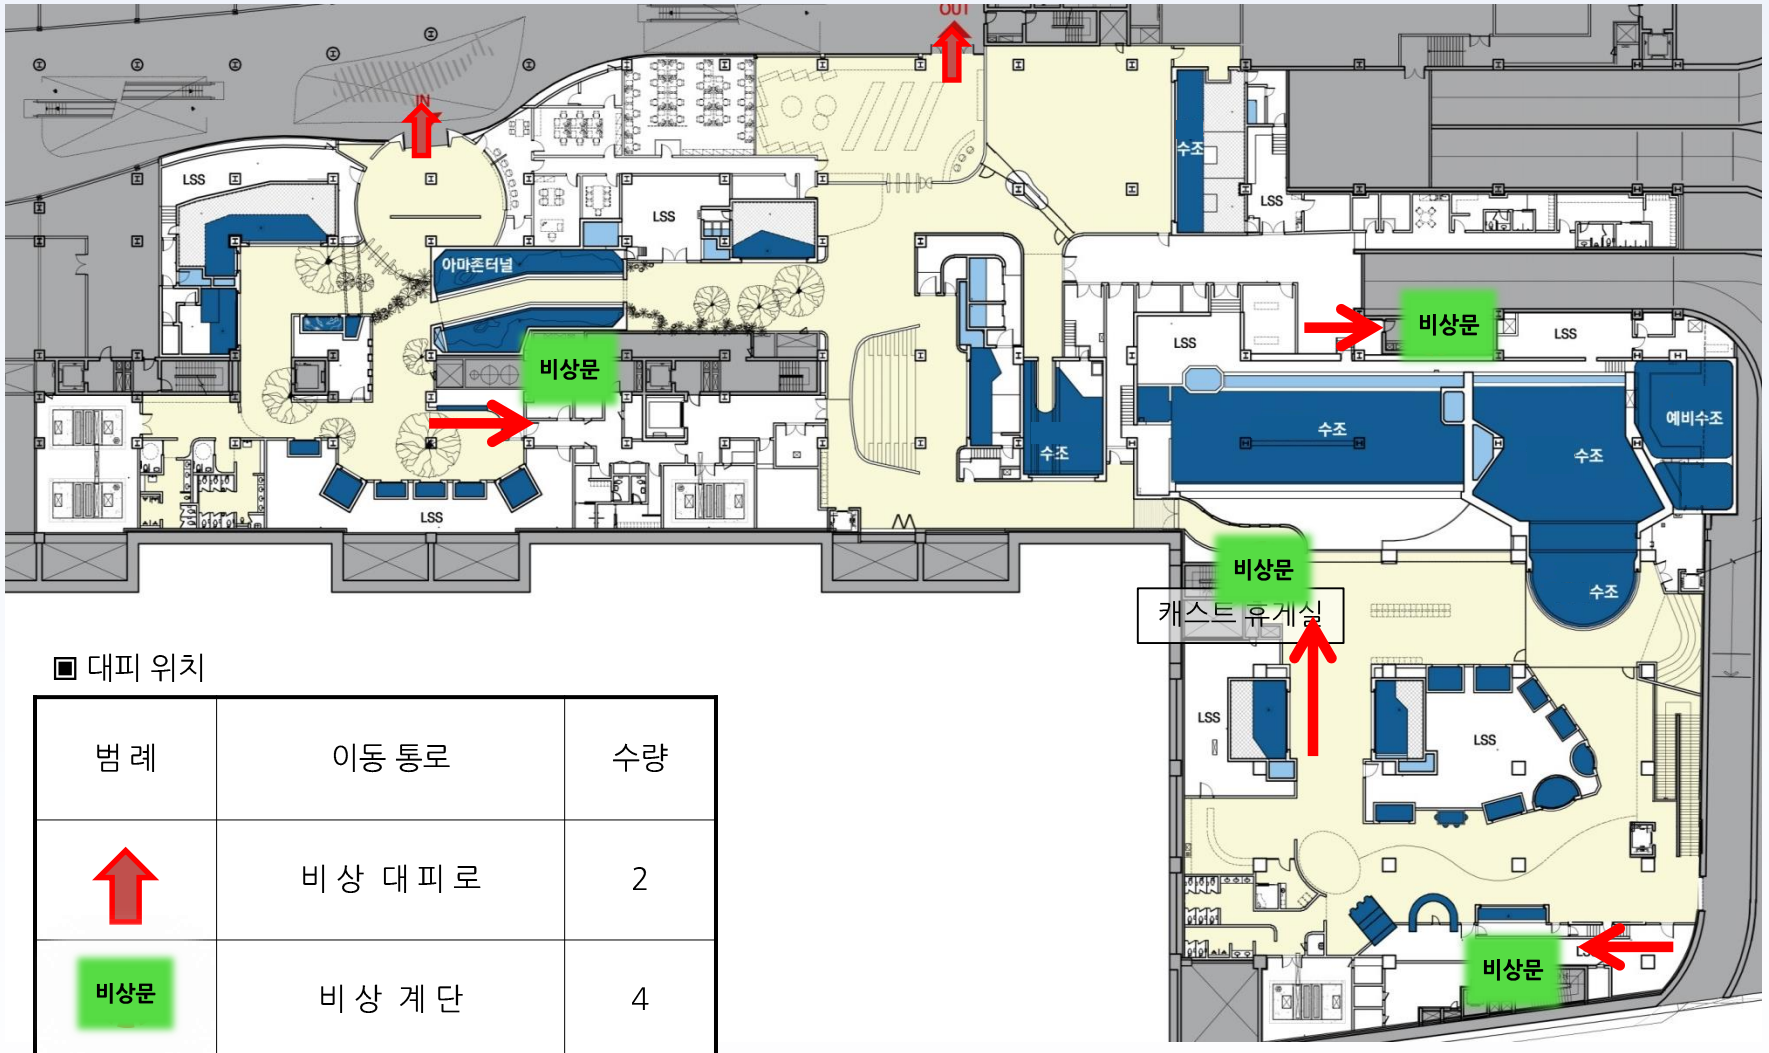 OUT
IN
수조
LSS
LSS
LSS
아마존터널
비상문
LSS
LSS
비상문
예비수조
수조
수조
수조
LSS
비상문
수조
캐스트 휴게실
LSS
LSS
비상문
▣ 대피 위치
범 례
이동 통로
수량
비 상 대 피 로
2
비상문
비 상 계 단
4